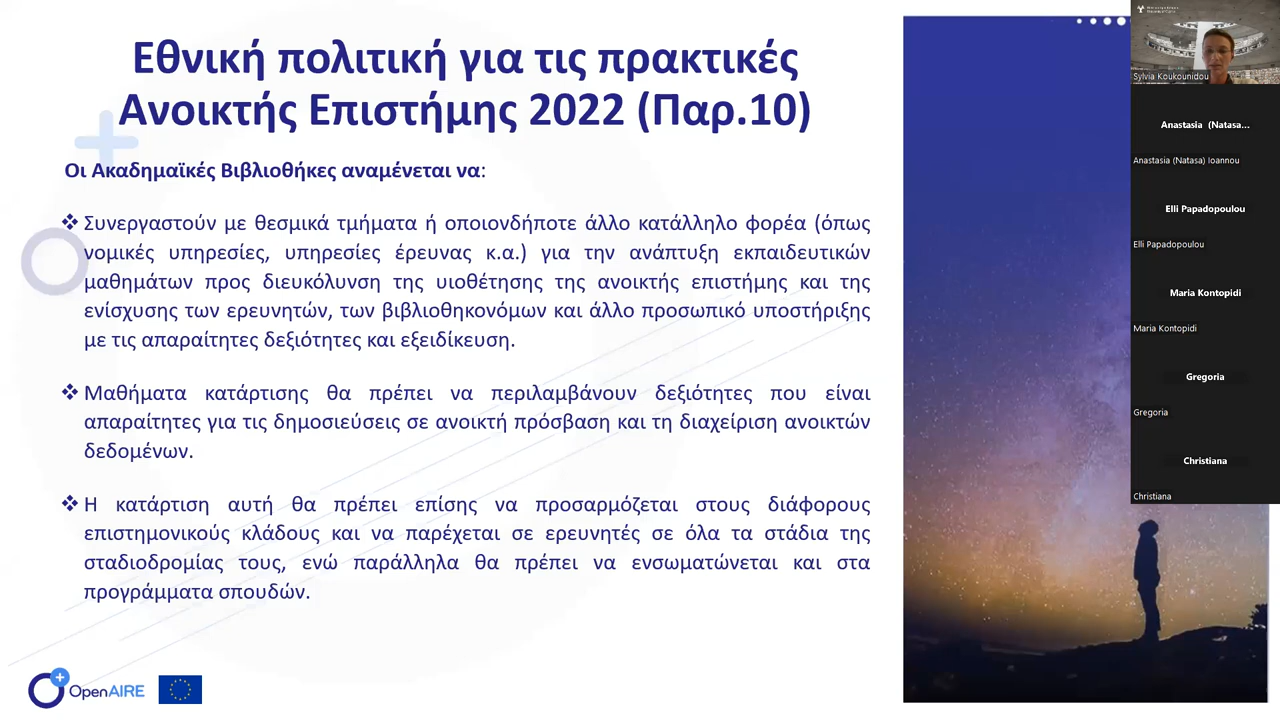 Εθνική πολιτική για τις πρακτικές
Ανοικτής Επιστήμης 2022 (Παρ.10)
Οι Ακαδημαϊκές Βιβλιοθήκες αναμένεται να:
❖ Συνεργαστούν με θεσμικά τμήματα ή οποιονδήποτε άλλο κατάλληλο φορέα (όπως
νομικές υπηρεσίες, υπηρεσίες έρευνας κ.α.) για την ανάπτυξη εκπαιδευτικών
μαθημάτων προς διευκόλυνση της υιοθέτησης της ανοικτής επιστήμης και της
ενίσχυσης των ερευνητών, των βιβλιοθηκονόμων και άλλο προσωπικό υποστήριξης
με τις απαραίτητες δεξιότητες και εξειδίκευση.
❖ Μαθήματα κατάρτισης θα πρέπει να περιλαμβάνουν δεξιότητες που είναι
απαραίτητες για τις δημοσιεύσεις σε ανοικτή πρόσβαση και τη διαχείριση ανοικτών
δεδομένων.
❖ Η κατάρτιση αυτή θα πρέπει επίσης να προσαρμόζεται στους διάφορους
επιστημονικούς κλάδους και να παρέχεται σε ερευνητές σε όλα τα στάδια της
σταδιοδρομίας τους, ενώ παράλληλα θα πρέπει να ενσωματώνεται και στα
προγράμματα σπουδών.
OpenAIRE
Sylvia Koukounidou
Anastasia (Natasa...
Anastasia (Natasa) Ioannou
Elli Papadopoulou
Elli Papadopoulou
Maria Kontopidi
Maria Kontopidi
Gregoria
Gregoria
Christiana
Christiana